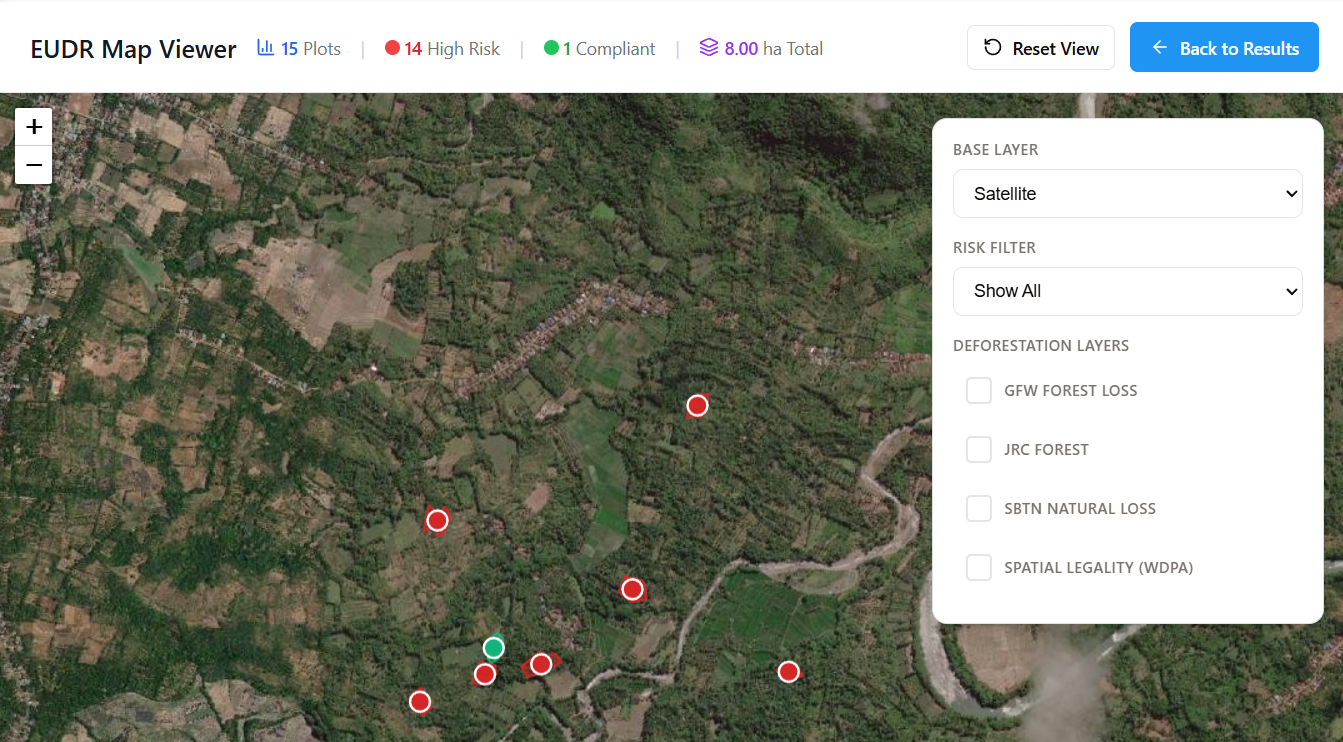 EUDR Map Viewer
15 Plots | 14 High Risk | 1 Compliant | 8.00 ha Total
Reset View
Back to Results
+
−
BASE LAYER
Satellite
RISK FILTER
Show All
DEFORESTATION LAYERS
GFW FOREST LOSS
JRC FOREST
SBTN NATURAL LOSS
SPATIAL LEGALITY (WDPA)